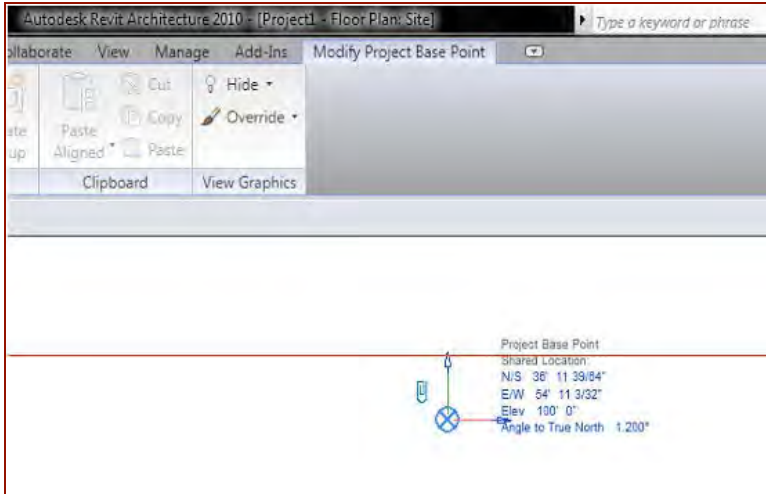 Autodesk Revit Architecture 2010 - [Project1 - Floor Plan: Site]
Type a keyword or phrase
View Manage Add-Ins Modify Project Base Point
Cut
Copy
Paste
Paste
Aligned
Hide
Override
Clipboard
View Graphics
Project Base Point
Shared Location:
N/S 36' 11 39/64"
E/W 54' 11 3/32"
Elev 100' 0"
Angle to True North 1.200°